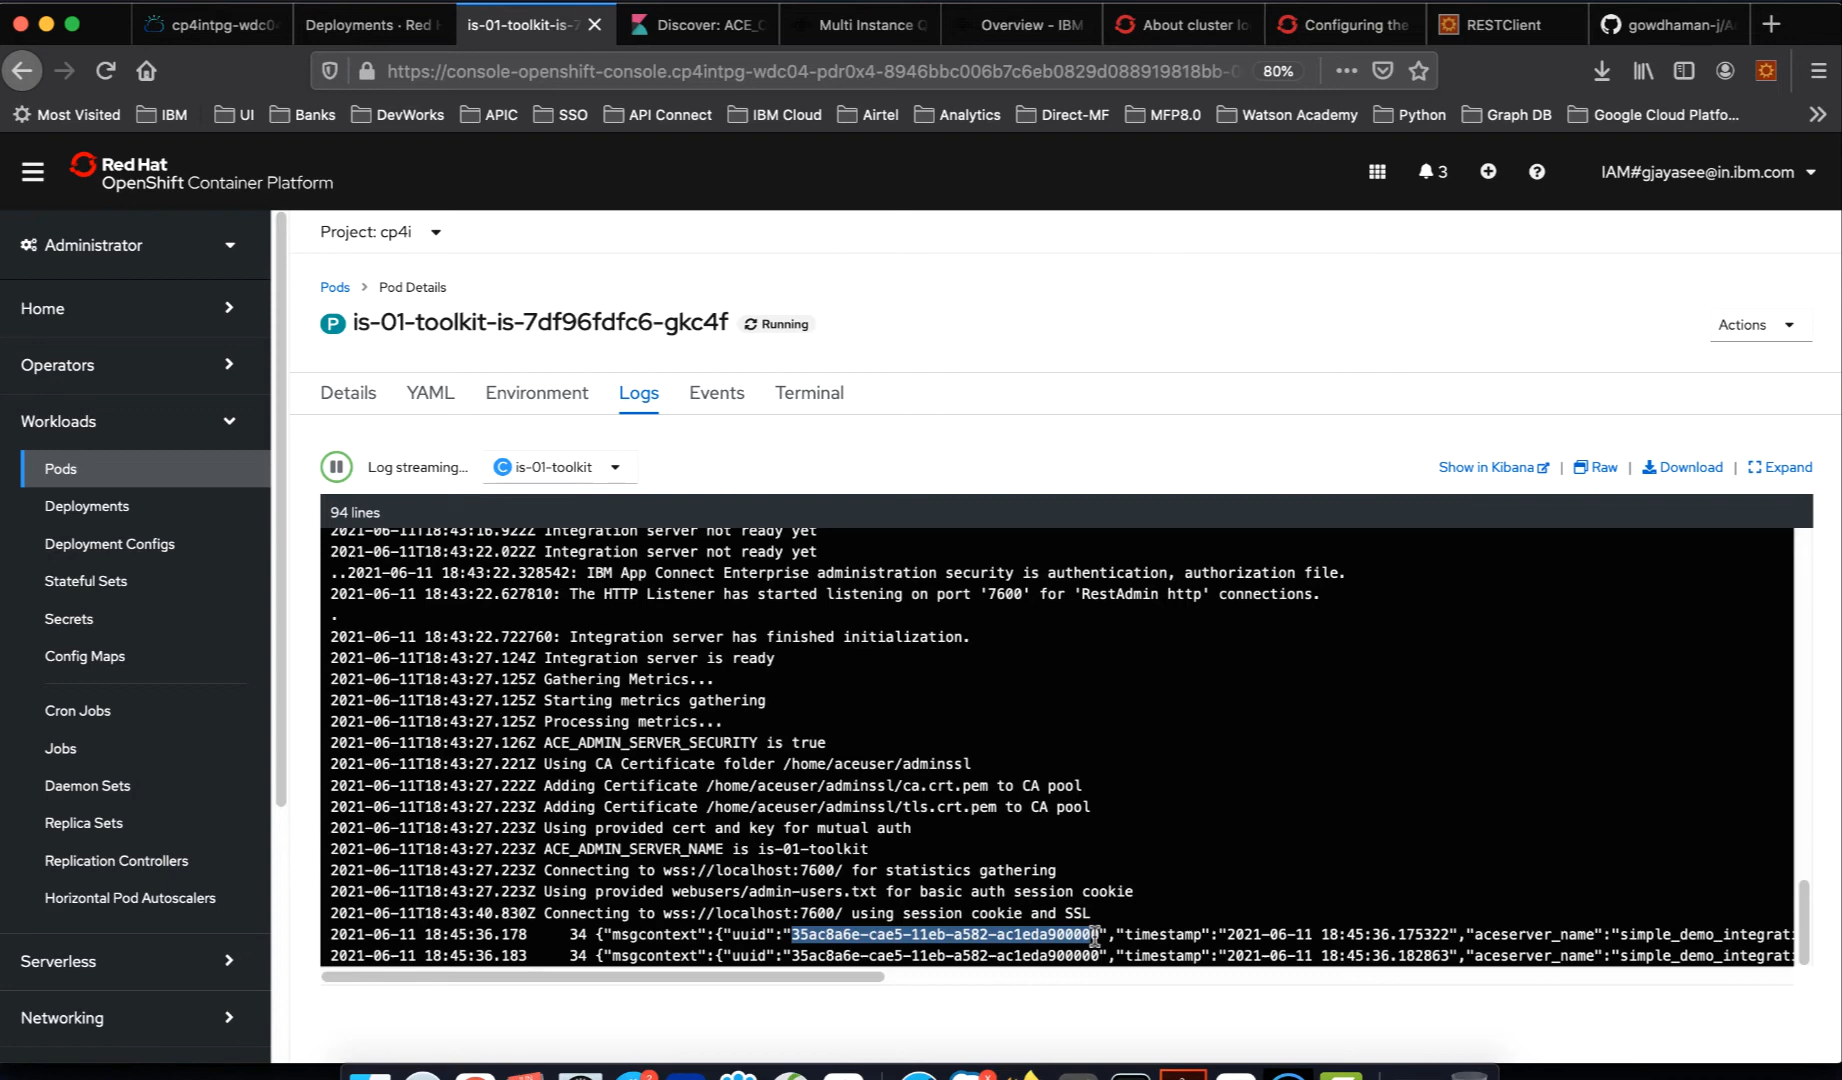 cp4intpg-wdc0
Deployments · Red H
is-01-toolkit-is-7
Discover: ACE_
Multi Instance Q
Overview - IBM
About cluster lo
Configuring the
RESTClient
gowdhaman-j/A
https://console-openshift-console.cp4intpg-wdc04-pdr0x4-8946bbc006b7c6eb0829d088919818bb-0
80%
Most Visited
IBM
UI
Banks
DevWorks
APIC
SSO
API Connect
IBM Cloud
Airtel
Analytics
Direct-MF
MFP8.0
Watson Academy
Python
Graph DB
Google Cloud Platfo...
Red Hat
OpenShift Container Platform
3
IAM#gjayasee@in.ibm.com
Administrator
Home
Operators
Workloads
Pods
Deployments
Deployment Configs
Stateful Sets
Secrets
Config Maps
Cron Jobs
Jobs
Daemon Sets
Replica Sets
Replication Controllers
Horizontal Pod Autoscalers
Serverless
Networking
Project: cp4i
Pods > Pod Details
P is-01-toolkit-is-7df96fdfc6-gkc4f Running
Actions
Details YAML Environment Logs Events Terminal
Log streaming... C is-01-toolkit
Show in Kibana | Raw | Download | Expand
94 lines
2021-06-11T18:43:16.922Z Integration server not ready yet
2021-06-11T18:43:22.022Z Integration server not ready yet
..2021-06-11 18:43:22.328542: IBM App Connect Enterprise administration security is authentication, authorization file.
2021-06-11 18:43:22.627810: The HTTP Listener has started listening on port '7600' for 'RestAdmin http' connections.
.
2021-06-11 18:43:22.722760: Integration server has finished initialization.
2021-06-11T18:43:27.124Z Integration server is ready
2021-06-11T18:43:27.125Z Gathering Metrics...
2021-06-11T18:43:27.125Z Starting metrics gathering
2021-06-11T18:43:27.125Z Processing metrics...
2021-06-11T18:43:27.126Z ACE_ADMIN_SERVER_SECURITY is true
2021-06-11T18:43:27.221Z Using CA Certificate folder /home/aceuser/adminssl
2021-06-11T18:43:27.222Z Adding Certificate /home/aceuser/adminssl/ca.crt.pem to CA pool
2021-06-11T18:43:27.223Z Adding Certificate /home/aceuser/adminssl/tls.crt.pem to CA pool
2021-06-11T18:43:27.223Z Using provided cert and key for mutual auth
2021-06-11T18:43:27.223Z ACE_ADMIN_SERVER_NAME is is-01-toolkit
2021-06-11T18:43:27.223Z Connecting to wss://localhost:7600/ for statistics gathering
2021-06-11T18:43:27.223Z Using provided webusers/admin-users.txt for basic auth session cookie
2021-06-11T18:43:40.830Z Connecting to wss://localhost:7600/ using session cookie and SSL
2021-06-11 18:45:36.178 34 {"msgcontext":{"uuid":"35ac8a6e-cae5-11eb-a582-ac1eda900000","timestamp":"2021-06-11 18:45:36.175322","aceserver_name":"simple_demo_integrati
2021-06-11 18:45:36.183 34 {"msgcontext":{"uuid":"35ac8a6e-cae5-11eb-a582-ac1eda900000","timestamp":"2021-06-11 18:45:36.182863","aceserver_name":"simple_demo_integrati